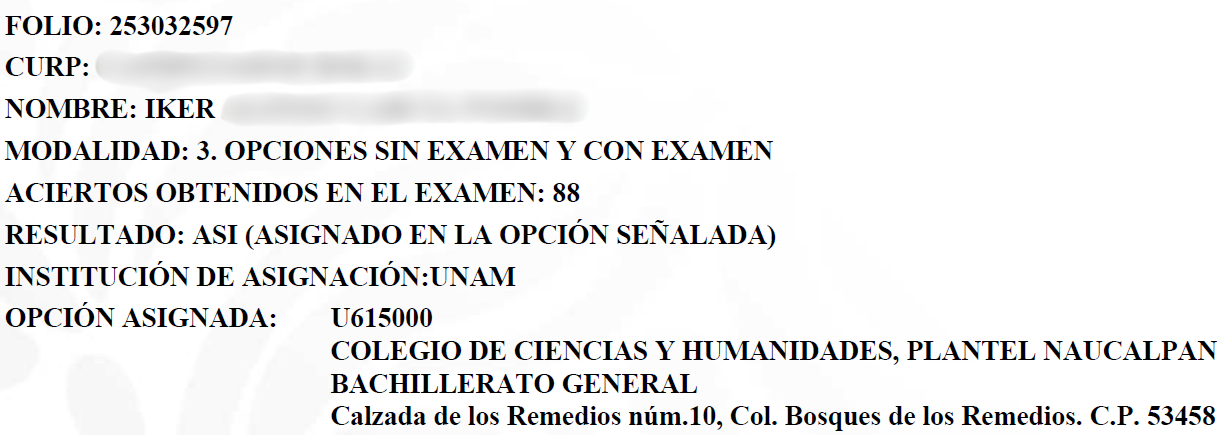 FOLIO: 253032597
CURP:
NOMBRE: IKER
MODALIDAD: 3. OPCIONES SIN EXAMEN Y CON EXAMEN
ACIERTOS OBTENIDOS EN EL EXAMEN: 88
RESULTADO: ASI (ASIGNADO EN LA OPCIÓN SEÑALADA)
INSTITUCIÓN DE ASIGNACIÓN:UNAM
OPCIÓN ASIGNADA: U615000
COLEGIO DE CIENCIAS Y HUMANIDADES, PLANTEL NAUCALPAN
BACHILLERATO GENERAL
Calzada de los Remedios núm.10, Col. Bosques de los Remedios. C.P. 53458